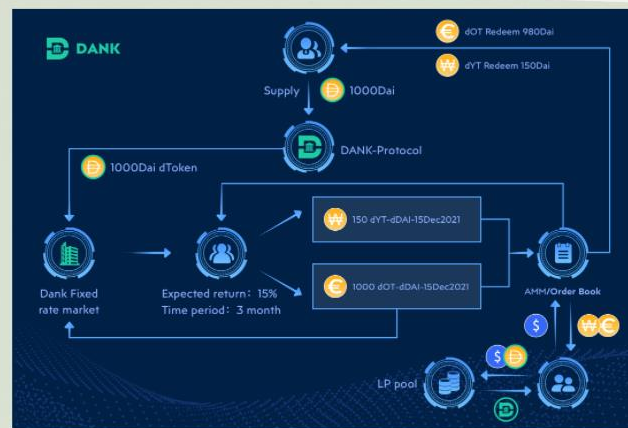 DANK
dOT Redeem 980Dai
dYT Redeem 150Dai
Supply
1000Dai
DANK-Protocol
1000Dai dToken
150 dYT-dDAI-15Dec2021
1000 dOT-dDAI-15Dec2021
Dank Fixed
rate market
Expected return: 15%
Time period: 3 month
AMM/Order Book
LP pool